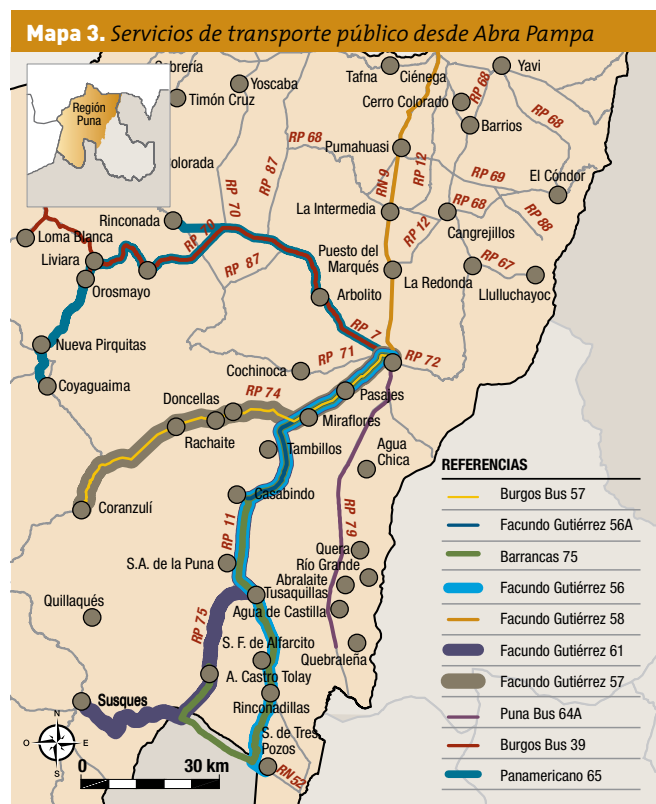 Mapa 3. Servicios de transporte público desde Abra Pampa
Región
Puna
Timón Cruz
Yoscaba
Tafna
Ciénega
Yavi
Cerro Colorado
RP 68
Barrios
RP 68
RP 68
Pumahuasi
RP 12
RP 69
El Cóndor
RP 87
RP 70
RN 9
La Intermedia
RP 68
RP 88
Rinconada
RP 12
Cangrejillos
Loma Blanca
Liviara
Puesto del
Marqués
RP 87
La Redonda
RP 67
Llulluchayoc
Orosmayo
Arbolito
RP 7
Nueva Pirquitas
RP 71
RP 72
Cochinoca
Coyaguaima
RP 74
Pasajes
Doncellas
Miraflores
Rachaite
Tambillos
Agua
Chica
Casabindo
Coranzulí
RP 11
RP 79
S.A. de la Puna
Quera
Río Grande
Abralaite
Tusaquillas
Quillaqués
Agua de Castilla
RP 75
S. F. de Alfarcito
Quebraleña
A. Castro Tolay
Susques
Rinconadillas
S. de Tres
Pozos
RN 52
N
O
E
S
0
30 km
REFERENCIAS
Burgos Bus 57
Facundo Gutiérrez 56A
Barrancas 75
Facundo Gutiérrez 56
Facundo Gutiérrez 58
Facundo Gutiérrez 61
Facundo Gutiérrez 57
Puna Bus 64A
Burgos Bus 39
Panamericano 65